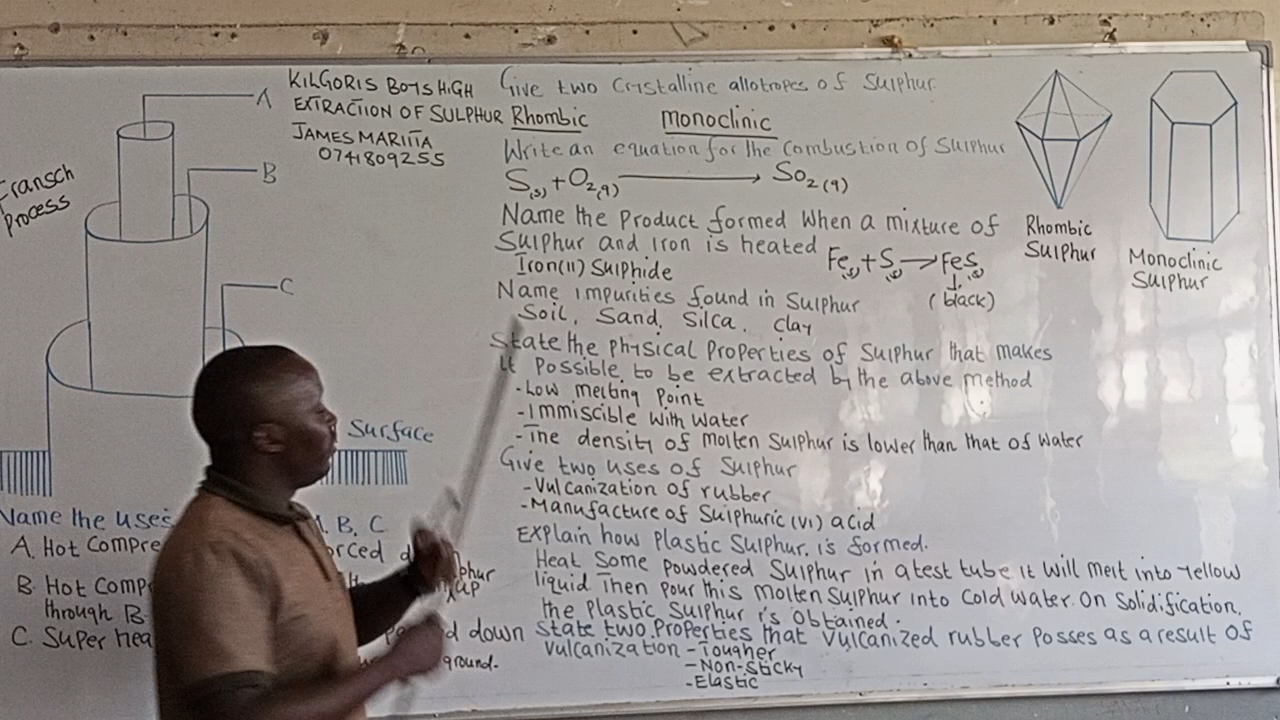 KILGORIS BOYS HIGH
EXTRACTION OF SULPHUR
JAMES MARITTA
0741809255
A
B
C
Fransch
Process
Surface
Name the uses B, C
A. Hot Compre orced d
B. Hot Comp phur
through B up
C. Super Hea down
ground.
Give two Crystalline allotropes of Sulphur
Rhombic monoclinic
Write an equation for the Combustion of Sulphur
S(s) + O2(g) → SO2(g)
Name the Product formed When a mixture of
Sulphur and Iron is heated Fe(s) + S(s) → FeS(s)
Iron(II) Sulphide
(black)
Name impurities found in Sulphur
Soil, Sand, Silca, Clay
State the physical Properties of Sulphur that makes
it Possible to be extracted by the above method
- Low melting Point
- Immiscible with Water
- The density of molten Sulphur is lower than that of Water
Give two uses of Sulphur
- Vulcanization of rubber
- Manufacture of Sulphuric (VI) acid
Explain how Plastic Sulphur. is formed.
Heat Some Powdered Sulphur in a test tube it will melt into Yellow
liquid Then Pour this molten Sulphur into Cold Water. On Solidification,
the Plastic Sulphur is Obtained.
State two Properties that Vulcanized rubber Posses as a result of
Vulcanization - Tougher
- Non-Sticky
- Elastic
Rhombic
Sulphur
Monoclinic
Sulphur